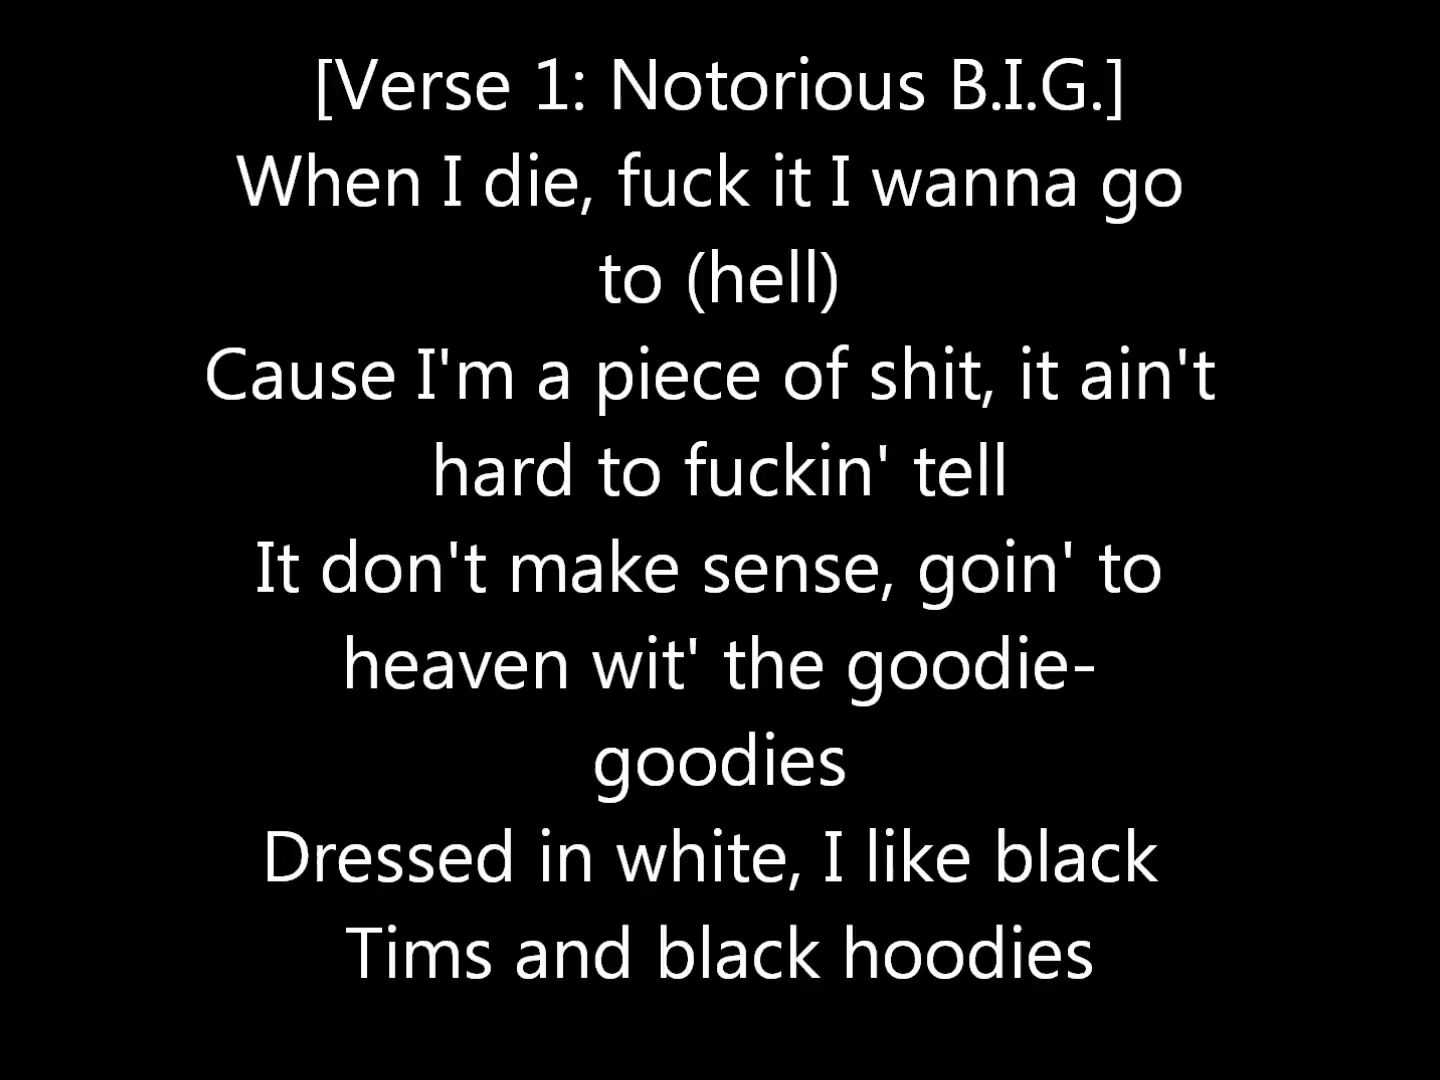 [Verse 1: Notorious B.I.G.]
When I die, fuck it I wanna go
to (hell)
Cause I'm a piece of shit, it ain't
hard to fuckin' tell
It don't make sense, goin' to
heaven wit' the goodie-
goodies
Dressed in white, I like black
Tims and black hoodies